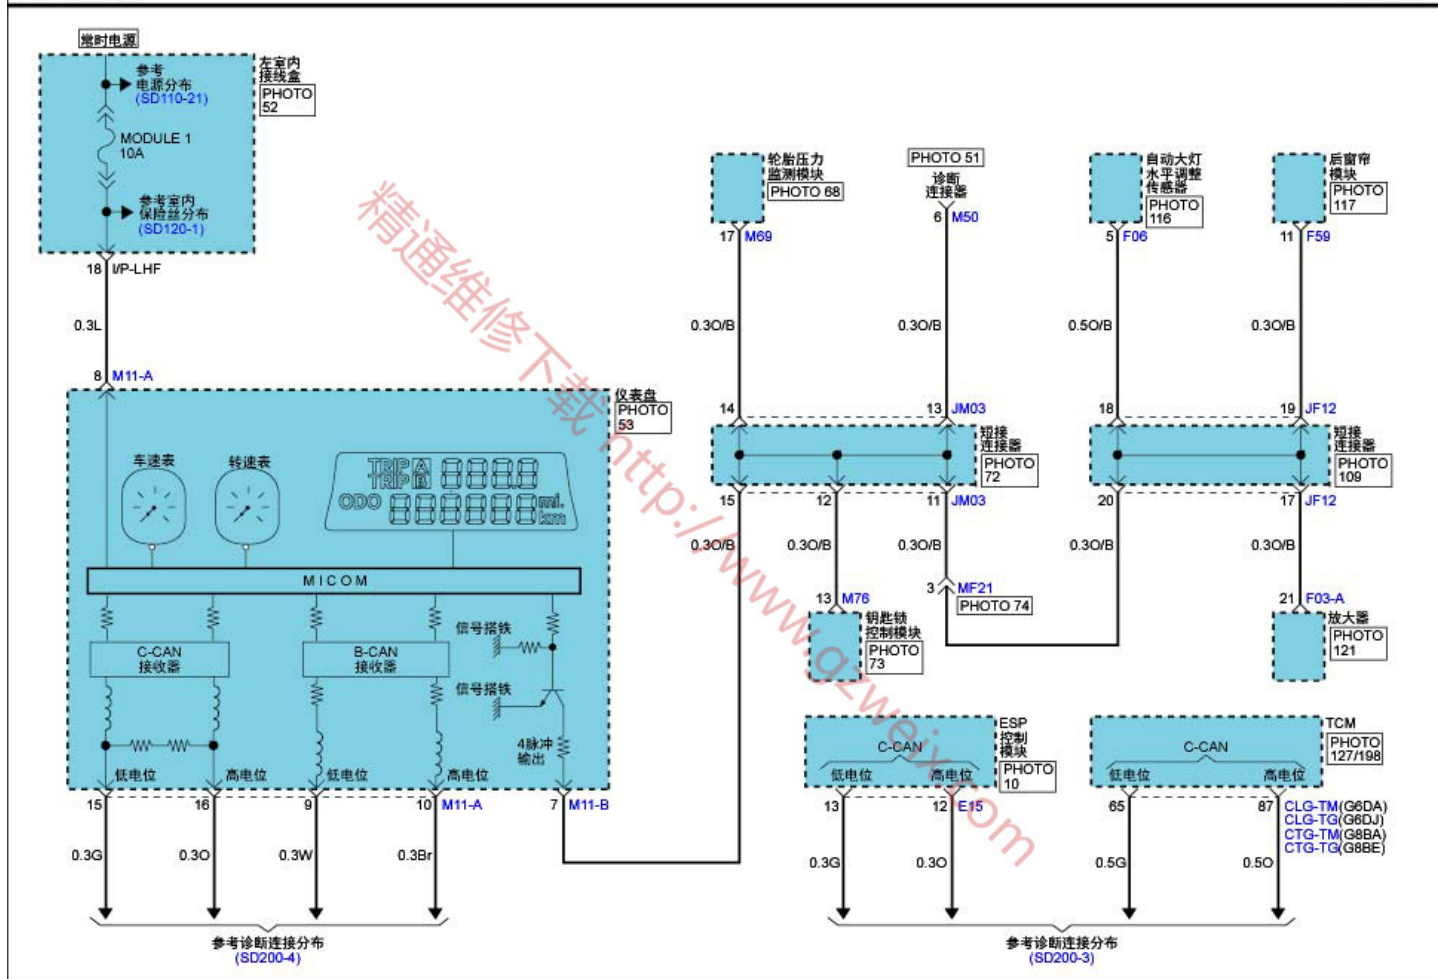 常时电源
参考
电源分布
(SD110-21)
MODULE 1
10A
参考室内
保险丝分布
(SD120-1)
左室内
接线盒
PHOTO
52
18 I/P-LHF
0.3L
8 M11-A
仪表盘
PHOTO
53
车速表
转速表
TRIP A
TRIP B
ODO
mi.
km
MICOM
C-CAN
接收器
B-CAN
接收器
信号搭铁
信号搭铁
4脉冲
输出
低电位
高电位
低电位
高电位
15
16
9
10 M11-A
7 M11-B
0.3G
0.3O
0.3W
0.3Br
参考诊断连接分布
(SD200-4)
轮胎压力
监测模块
PHOTO 68
17 M69
0.3O/B
PHOTO 51
诊断
连接器
6 M50
0.3O/B
14
13 JM03
短接
连接器
PHOTO
72
15
12
11 JM03
0.3O/B
0.3O/B
0.3O/B
13 M76
钥匙锁
控制模块
PHOTO
73
3 MF21
PHOTO 74
自动大灯
水平调整
传感器
PHOTO
116
5 F06
0.5O/B
后窗帘
模块
PHOTO
117
11 F59
0.3O/B
18
19 JF12
短接
连接器
PHOTO
109
20
17 JF12
0.3O/B
0.3O/B
21 F03-A
放大器
PHOTO
121
ESP
控制
模块
PHOTO
10
C-CAN
低电位
高电位
13
12 E15
0.3G
0.3O
TCM
PHOTO
127/198
C-CAN
低电位
高电位
65
87
CLG-TM(G6DA)
CLG-TG(G6DJ)
CTG-TM(G8BA)
CTG-TG(G8BE)
0.5G
0.5O
参考诊断连接分布
(SD200-3)
精通维修下载 http://www.gzweix.com